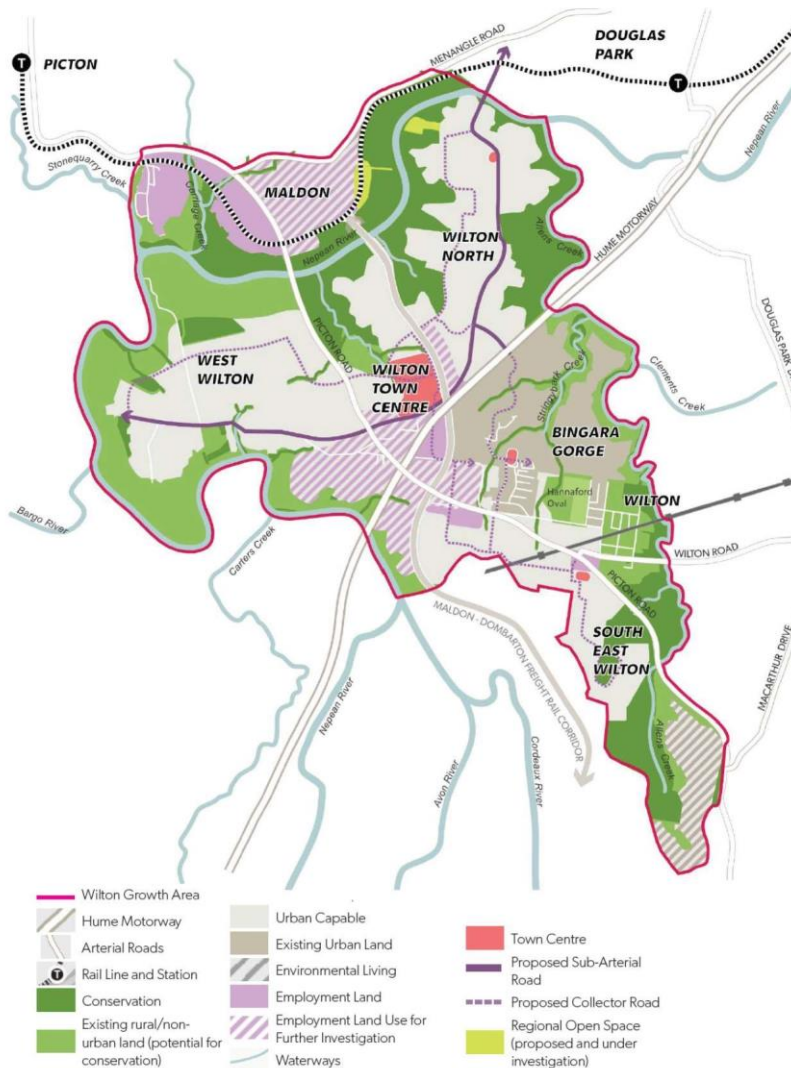 DOUGLAS
PARK
MENANGLE ROAD
T
PICTON
T
Nepean River
Stonequarry Creek
MALDON
Carriage Creek
Nepean River
WILTON
NORTH
Allens Creek
HUME MOTORWAY
PICTON ROAD
WEST
WILTON
WILTON
TOWN
CENTRE
Stringybark Creek
Clements Creek
BINGARA
GORGE
Hannaford
Oval
WILTON
Bargo River
Carters Creek
WILTON ROAD
PICTON ROAD
MALDON - DOMBARTON FREIGHT RAIL CORRIDOR
SOUTH
EAST
WILTON
MACARTHUR DRIVE
Nepean River
Avon River
Cordeaux River
Allens Creek
Wilton Growth Area
Hume Motorway
Arterial Roads
T
Rail Line and Station
Conservation
Existing rural/non-
urban land (potential for
conservation)
Urban Capable
Existing Urban Land
Environmental Living
Employment Land
Employment Land Use for
Further Investigation
Waterways
Town Centre
Proposed Sub-Arterial
Road
Proposed Collector Road
Regional Open Space
(proposed and under
investigation)